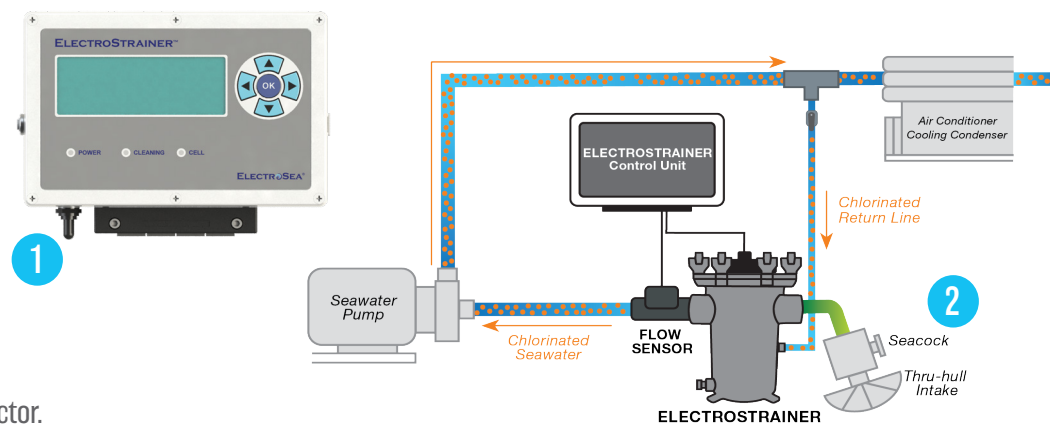 ELECTROSTRAINER™
OK
POWER
CLEANING
CELL
ELECTROSEA®
1
ELECTROSTRAINER
Control Unit
Air Conditioner
Cooling Condenser
Chlorinated
Return Line
Seawater
Pump
Chlorinated
Seawater
FLOW
SENSOR
2
Seacock
Thru-hull
Intake
ELECTROSTRAINER
ctor.